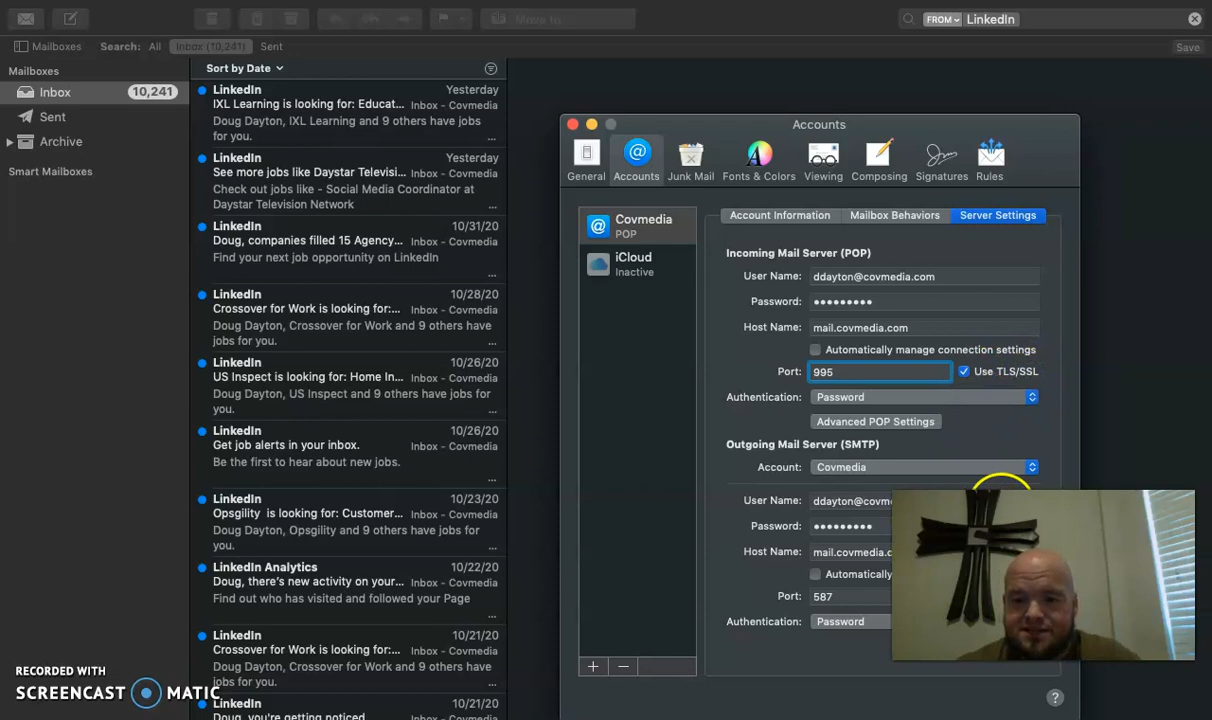 Move to
FROM LinkedIn
Mailboxes Search: All Inbox (10,241) Sent Save
Mailboxes
Inbox 10,241
Sent
Archive
Smart Mailboxes
Sort by Date
LinkedIn Yesterday
IXL Learning is looking for: Educat... Inbox - Covmedia
Doug Dayton, IXL Learning and 9 others have jobs
for you. ...
LinkedIn Yesterday
See more jobs like Daystar Televisi... Inbox - Covmedia
Check out jobs like - Social Media Coordinator at
Daystar Television Network ...
LinkedIn 10/31/20
Doug, companies filled 15 Agency... Inbox - Covmedia
Find your next job opportunity on LinkedIn
...
LinkedIn 10/28/20
Crossover for Work is looking for:... Inbox - Covmedia
Doug Dayton, Crossover for Work and 9 others have
jobs for you. ...
LinkedIn 10/26/20
US Inspect is looking for: Home In... Inbox - Covmedia
Doug Dayton, US Inspect and 9 others have jobs for
you. ...
LinkedIn 10/26/20
Get job alerts in your inbox. Inbox - Covmedia
Be the first to hear about new jobs.
...
LinkedIn 10/23/20
Opsgility is looking for: Customer... Inbox - Covmedia
Doug Dayton, Opsgility and 9 others have jobs for
you. ...
LinkedIn Analytics 10/22/20
Doug, there's new activity on your... Inbox - Covmedia
Find out who has visited and followed your Page
...
LinkedIn 10/21/20
Crossover for Work is looking for:... Inbox - Covmedia
Doug Dayton, Crossover for Work and 9 others have
jobs for you. ...
LinkedIn 10/21/20
Doug, you're getting noticed Inbox - Covmedia
Accounts
General Accounts Junk Mail Fonts & Colors Viewing Composing Signatures Rules
Covmedia
POP
iCloud
Inactive
Account Information Mailbox Behaviors Server Settings
Incoming Mail Server (POP)
User Name: ddayton@covmedia.com
Password: •••••••••
Host Name: mail.covmedia.com
Automatically manage connection settings
Port: 995 Use TLS/SSL
Authentication: Password
Advanced POP Settings
Outgoing Mail Server (SMTP)
Account: Covmedia
User Name: ddayton@covme
Password: •••••••••
Host Name: mail.covmedia.c
Automatically
Port: 587
Authentication: Password
+ −
?
RECORDED WITH
SCREENCAST MATIC